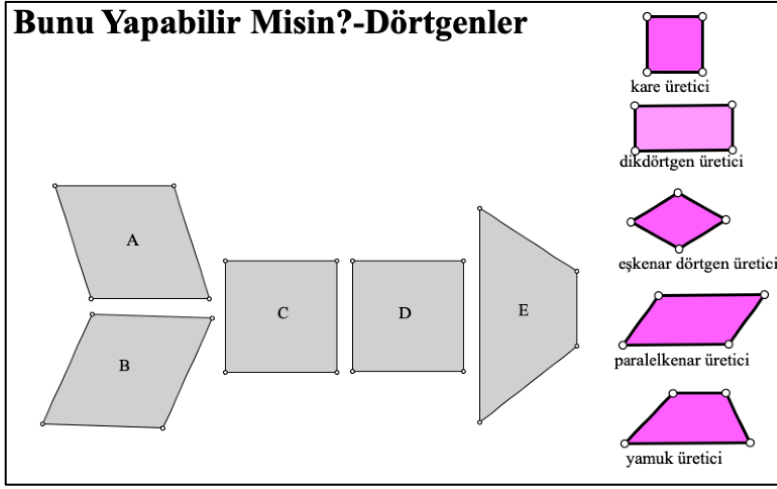 Bunu Yapabilir Misin?-Dörtgenler
kare üretici
dikdörtgen üretici
eşkenar dörtgen üretici
paralelkenar üretici
yamuk üretici
A
B
C
D
E